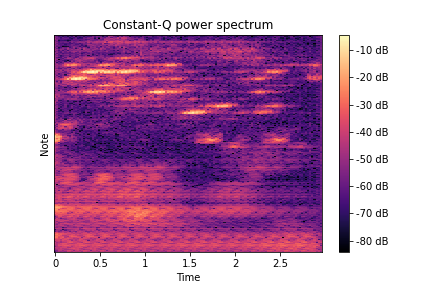 Constant-Q power spectrum
Note
-10 dB
-20 dB
-30 dB
-40 dB
-50 dB
-60 dB
-70 dB
-80 dB
0 0.5 1 1.5 2 2.5
Time